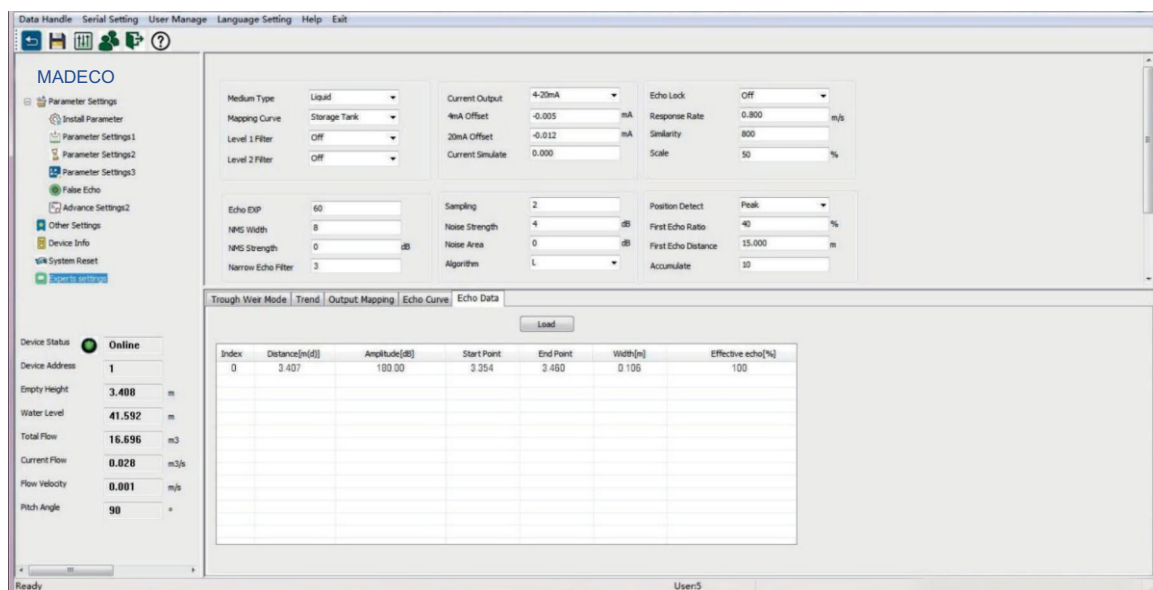 Data Handle Serial Setting User Manage Language Setting Help Exit
MADECO
Parameter Settings
Install Parameter
Parameter Settings1
Parameter Settings2
Parameter Settings3
False Echo
Advance Settings2
Other Settings
Device Info
System Reset
Experts settings
Medium Type Liquid
Mapping Curve Storage Tank
Level 1 Filter Off
Level 2 Filter Off
Current Output 4-20mA
4mA Offset -0.005 mA
20mA Offset -0.012 mA
Current Simulate 0.000
Echo Lock Off
Response Rate 0.800 m/s
Similarity 800
Scale 50 %
Echo EXP 60
NMS Width 8
NMS Strength 0 dB
Narrow Echo Filter 3
Sampling 2
Noise Strength 4 dB
Noise Area 0 dB
Algorithm L
Position Detect Peak
First Echo Ratio 40 %
First Echo Distance 15.000 m
Accumulate 10
Trough Weir Mode Trend Output Mapping Echo Curve Echo Data
Load
Index Distance[m(d)] Amplitude[dB] Start Point End Point Width[m] Effective echo[%]
0 3.407 100.00 3.354 3.460 0.106 100
Device Status Online
Device Address 1
Empty Height 3.408 m
Water Level 41.592 m
Total Flow 16.696 m3
Current Flow 0.028 m3/s
Flow Velocity 0.001 m/s
Pitch Angle 90 °
Ready User:5